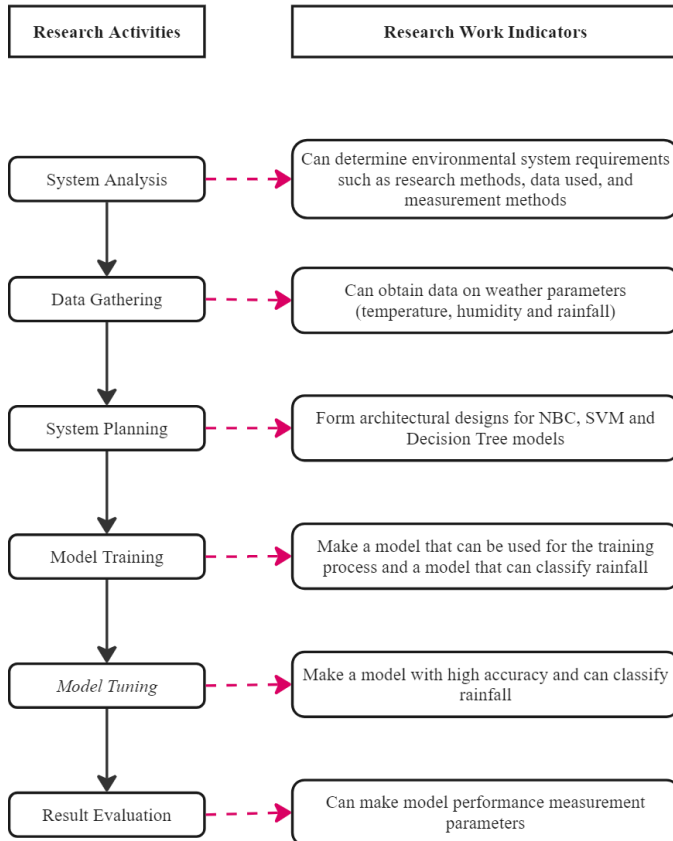 Research Activities
Research Work Indicators
System Analysis
Can determine environmental system requirements
such as research methods, data used, and
measurement methods
Data Gathering
Can obtain data on weather parameters
(temperature, humidity and rainfall)
System Planning
Form architectural designs for NBC, SVM and
Decision Tree models
Model Training
Make a model that can be used for the training
process and a model that can classify rainfall
Model Tuning
Make a model with high accuracy and can classify
rainfall
Result Evaluation
Can make model performance measurement
parameters